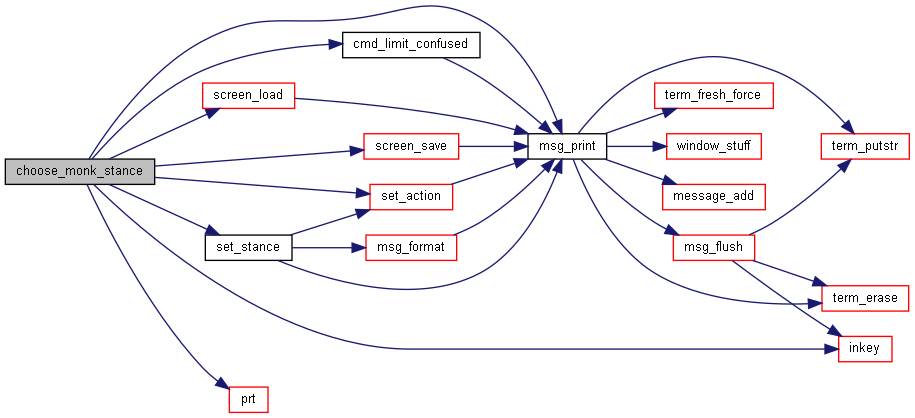 cmd_limit_confused
screen_load
term_fresh_force
screen_save
msg_print
window_stuff
term_putstr
choose_monk_stance
set_action
message_add
set_stance
msg_format
msg_flush
term_erase
inkey
prt